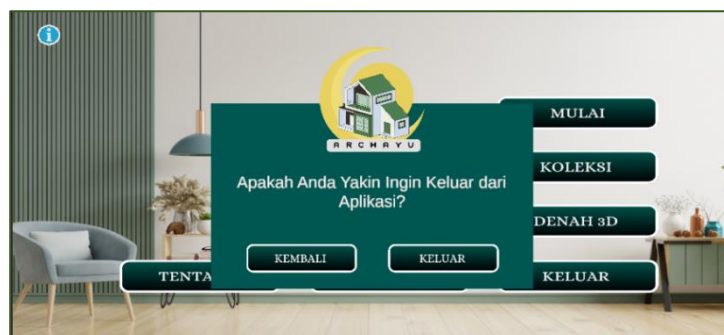 i
ARCHAYU
MULAI
KOLEKSI
Apakah Anda Yakin Ingin Keluar dari
Aplikasi?
DENAH 3D
KEMBALI
KELUAR
TENTA
KELUAR